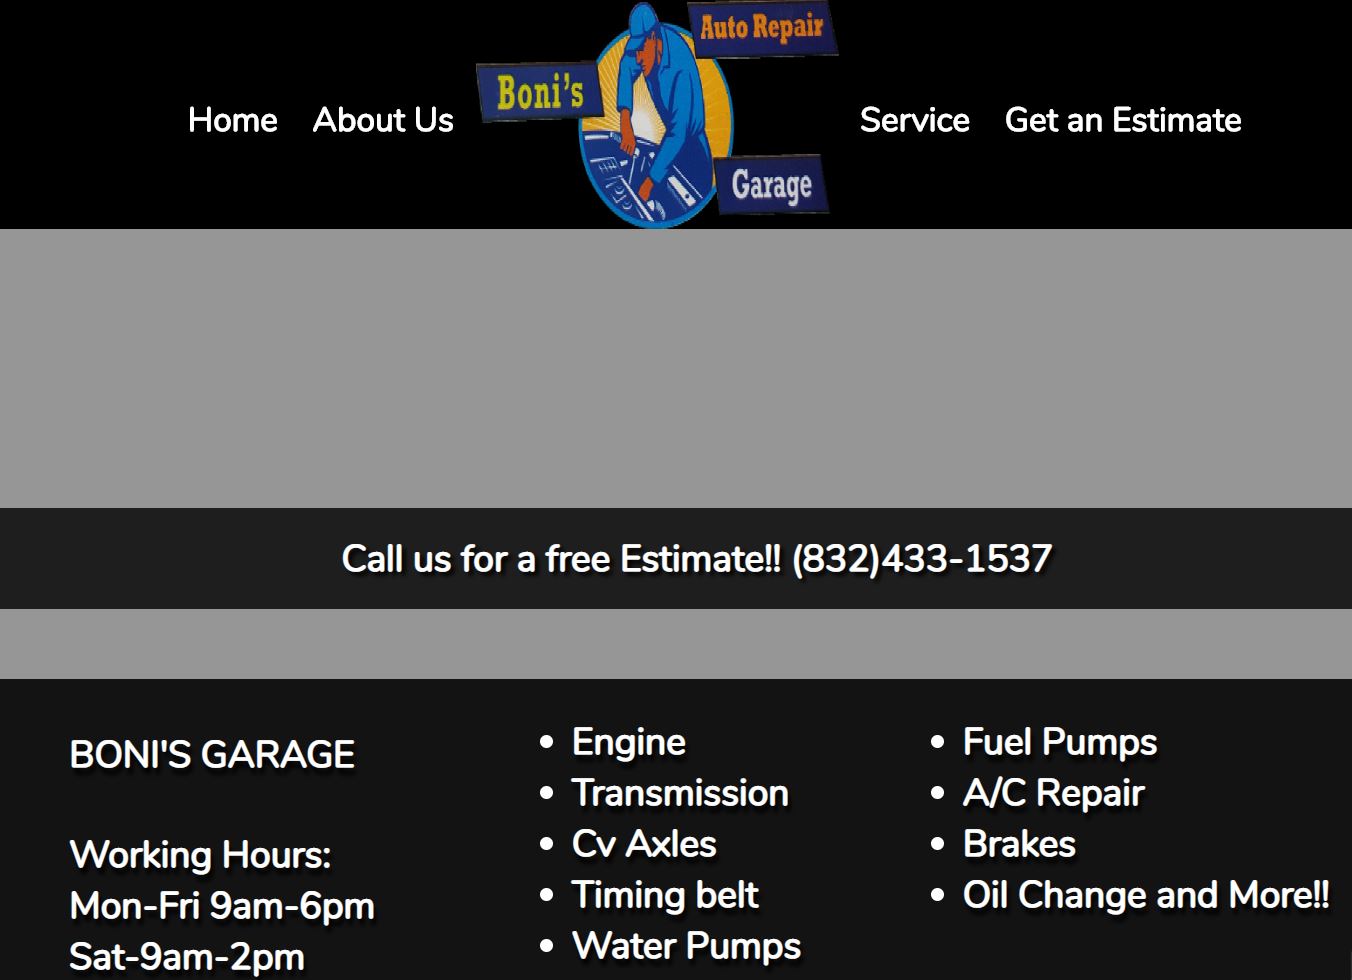 Home
About Us
Boni's
Auto Repair
Garage
Service
Get an Estimate
Call us for a free Estimate!! (832)433-1537
BONI'S GARAGE
Working Hours:
Mon-Fri 9am-6pm
Sat-9am-2pm
Engine
Transmission
Cv Axles
Timing belt
Water Pumps
Fuel Pumps
A/C Repair
Brakes
Oil Change and More!!